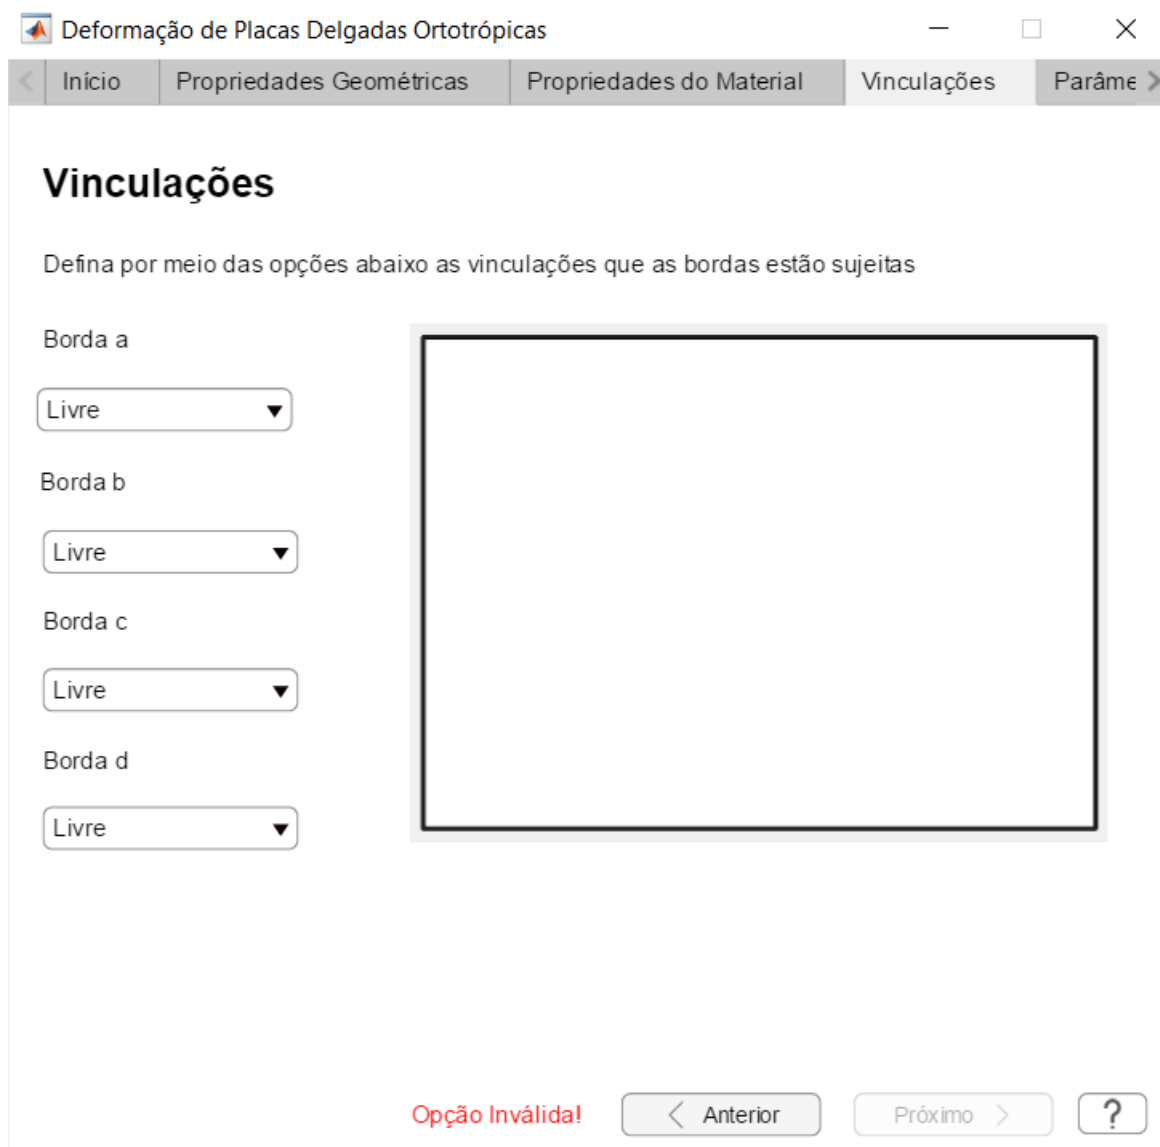 Deformação de Placas Delgadas Ortotrópicas
Início Propriedades Geométricas Propriedades do Material Vinculações Parâme
Vinculações
Defina por meio das opções abaixo as vinculações que as bordas estão sujeitas
Borda a
Livre
Borda b
Livre
Borda c
Livre
Borda d
Livre
Opção Inválida! Anterior Próximo ?